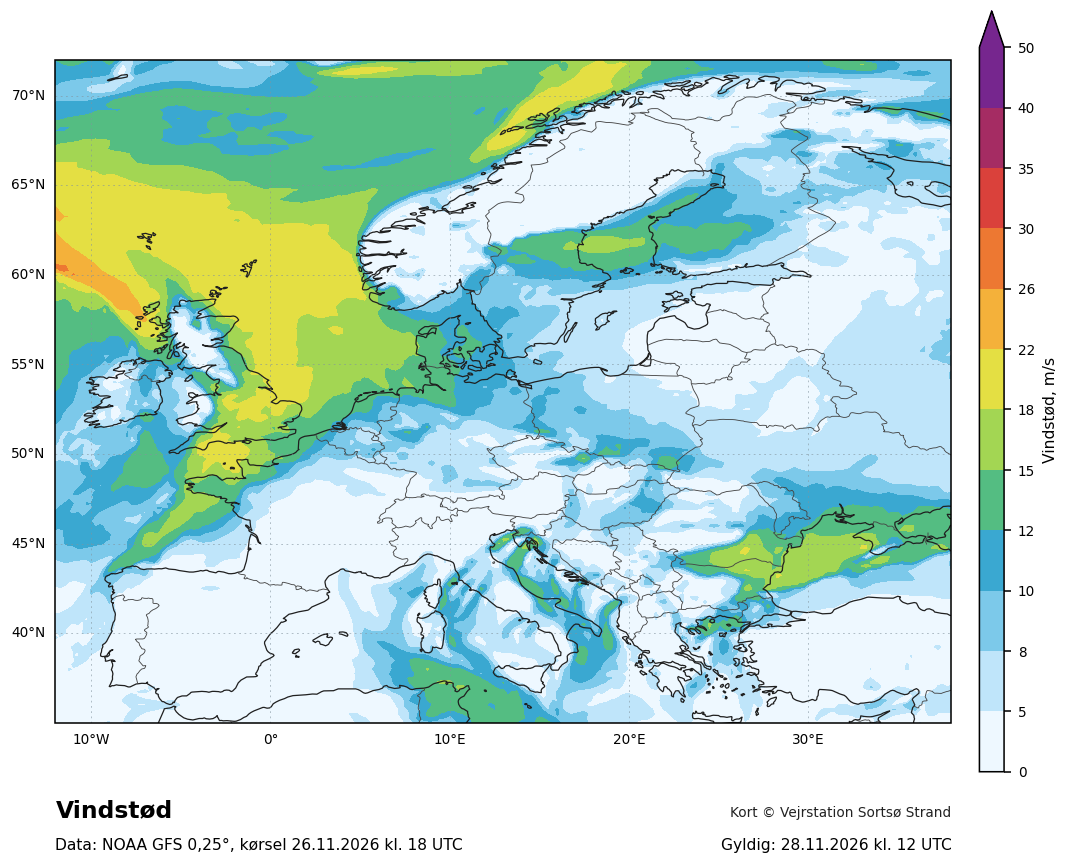 50
40
35
30
26
22
18
15
12
10
8
5
0
Vindstød, m/s
70°N
65°N
60°N
55°N
50°N
45°N
40°N
10°W
0°
10°E
20°E
30°E
Vindstød
Kort © Vejrstation Sortsø Strand
Data: NOAA GFS 0,25°, kørsel 26.11.2026 kl. 18 UTC
Gyldig: 28.11.2026 kl. 12 UTC